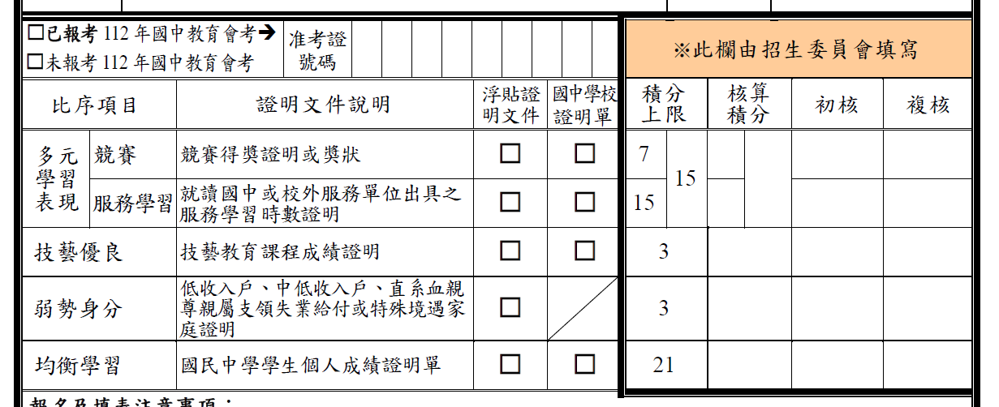 □已報考 112 年國中教育會考➔
□未報考 112 年國中教育會考
准考證
號碼
※此欄由招生委員會填寫
比序項目
證明文件說明
浮貼證
明文件
國中學校
證明單
積分
上限
核算
積分
初核
複核
多元
學習
表現
競賽
競賽得獎證明或獎狀
□
□
7
15
服務學習
就讀國中或校外服務單位出具之
服務學習時數證明
□
□
15
技藝優良
技藝教育課程成績證明
□
□
3
弱勢身分
低收入戶、中低收入戶、直系血親
尊親屬支領失業給付或特殊境遇家
庭證明
□
3
均衡學習
國民中學學生個人成績證明單
□
□
21
報名及填表注意事項：